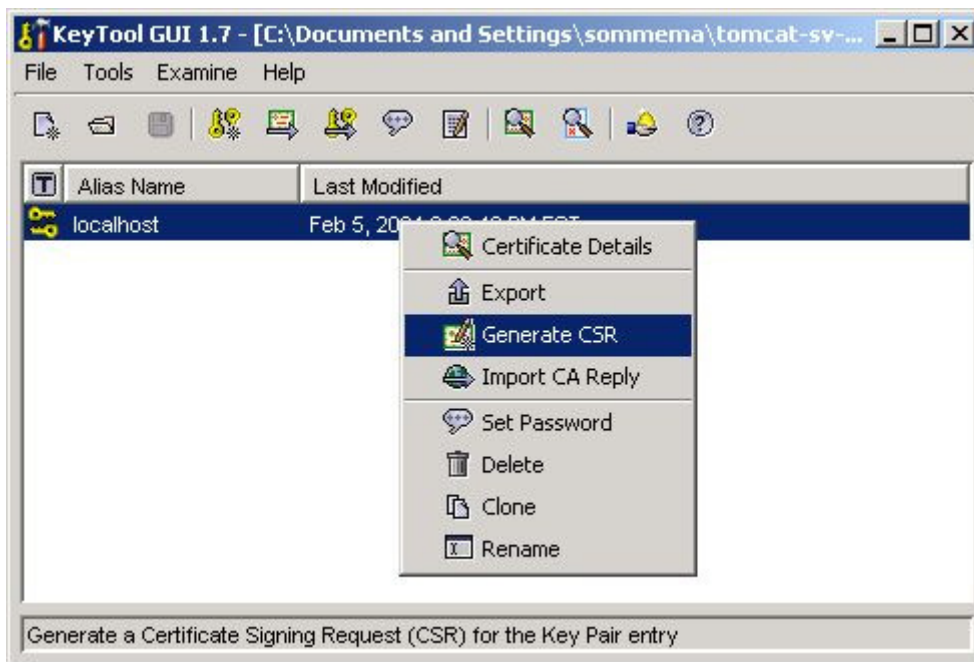 KeyTool GUI 1.7 - [C:\Documents and Settings\sommema\tomcat-sv-...
File Tools Examine Help
T Alias Name Last Modified
localhost Feb 5, 20
Certificate Details
Export
Generate CSR
Import CA Reply
Set Password
Delete
Clone
Rename
Generate a Certificate Signing Request (CSR) for the Key Pair entry